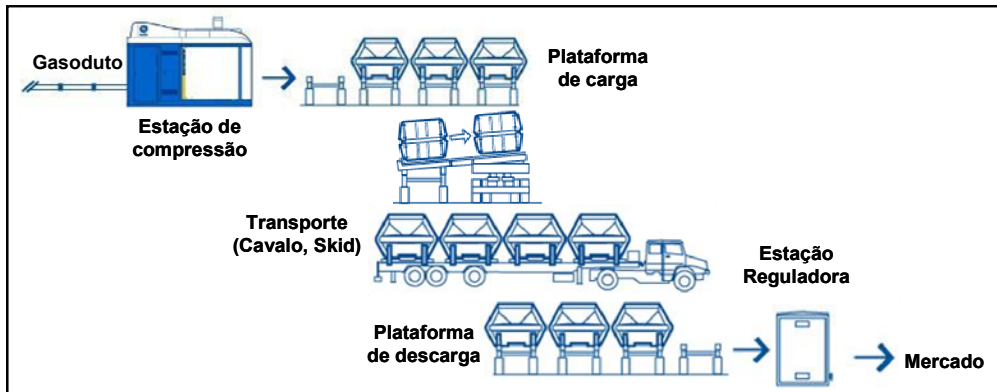 Gasoduto
Estação de
compressão
Plataforma
de carga
Transporte
(Cavalo, Skid)
Estação
Reguladora
Plataforma
de descarga
Mercado